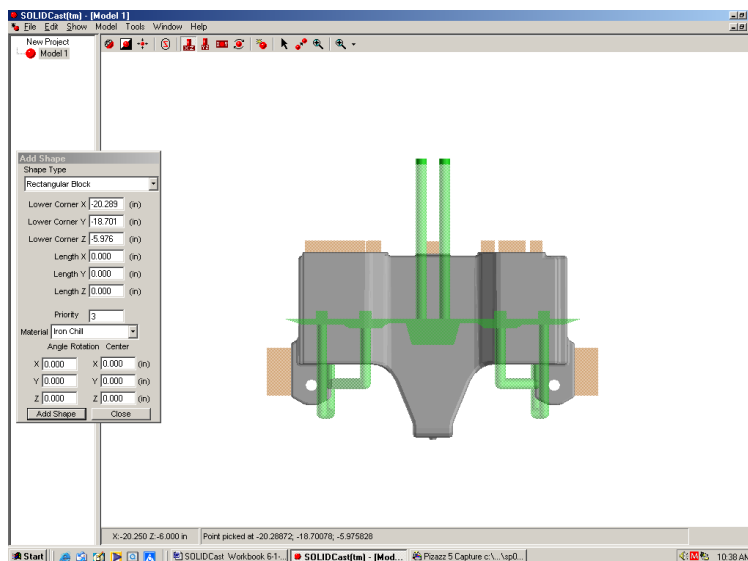 SOLIDCast(tm) - [Model 1]
File Edit Show Model Tools Window Help
New Project
Model 1
Add Shape
Shape Type
Rectangular Block
Lower Corner X -20.289 (in)
Lower Corner Y -18.701 (in)
Lower Corner Z -5.976 (in)
Length X 0.000 (in)
Length Y 0.000 (in)
Length Z 0.000 (in)
Priority 3
Material Iron Chill
Angle Rotation Center
X 0.000 X 0.000 (in)
Y 0.000 Y 0.000 (in)
Z 0.000 Z 0.000 (in)
Add Shape Close
X:-20.250 Z:-6.000 in Point picked at -20.28872; -18.70078; -5.975828
Start SOLIDCast Workbook 6-1-... SOLIDCast(tm) - [Mod... Pizazz 5 Capture c:\...\sp0... 10:38 AM